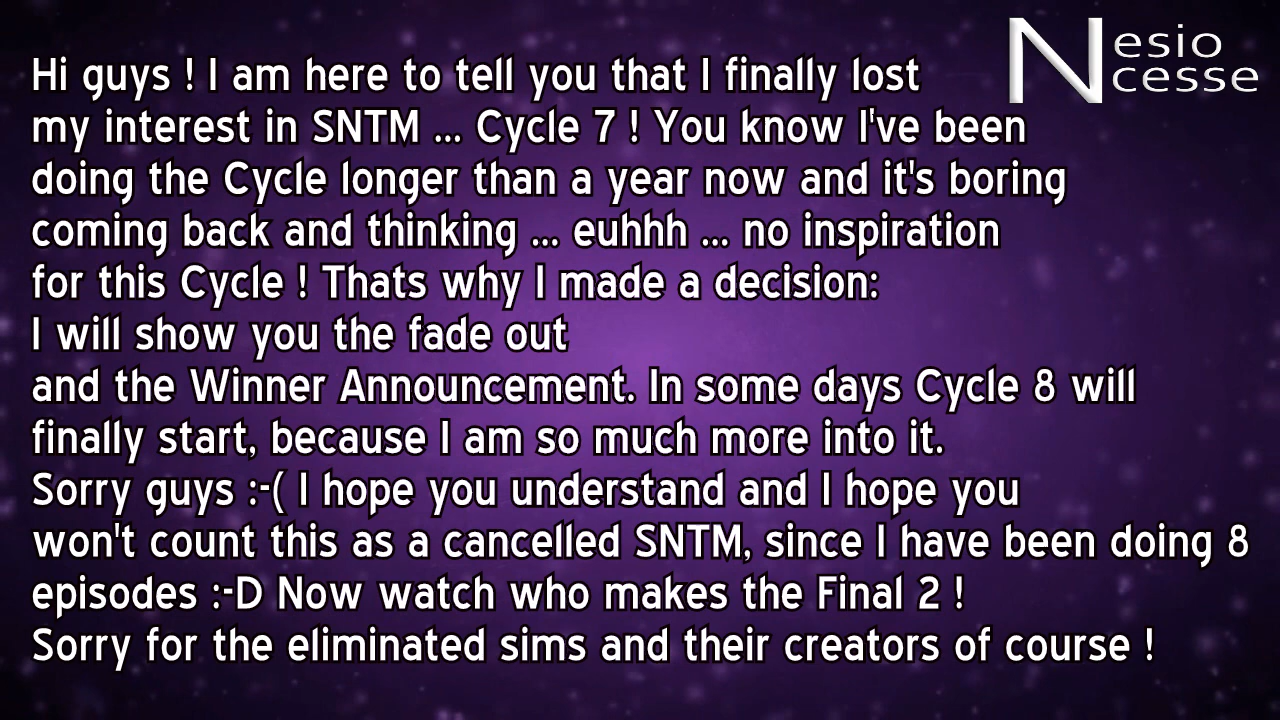 Nesio
Ncesse
Hi guys ! I am here to tell you that I finally lost
my interest in SNTM ... Cycle 7 ! You know I've been
doing the Cycle longer than a year now and it's boring
coming back and thinking ... euhhh ... no inspiration
for this Cycle ! Thats why I made a decision:
I will show you the fade out
and the Winner Announcement. In some days Cycle 8 will
finally start, because I am so much more into it.
Sorry guys :-( I hope you understand and I hope you
won't count this as a cancelled SNTM, since I have been doing 8
episodes :-D Now watch who makes the Final 2 !
Sorry for the eliminated sims and their creators of course !